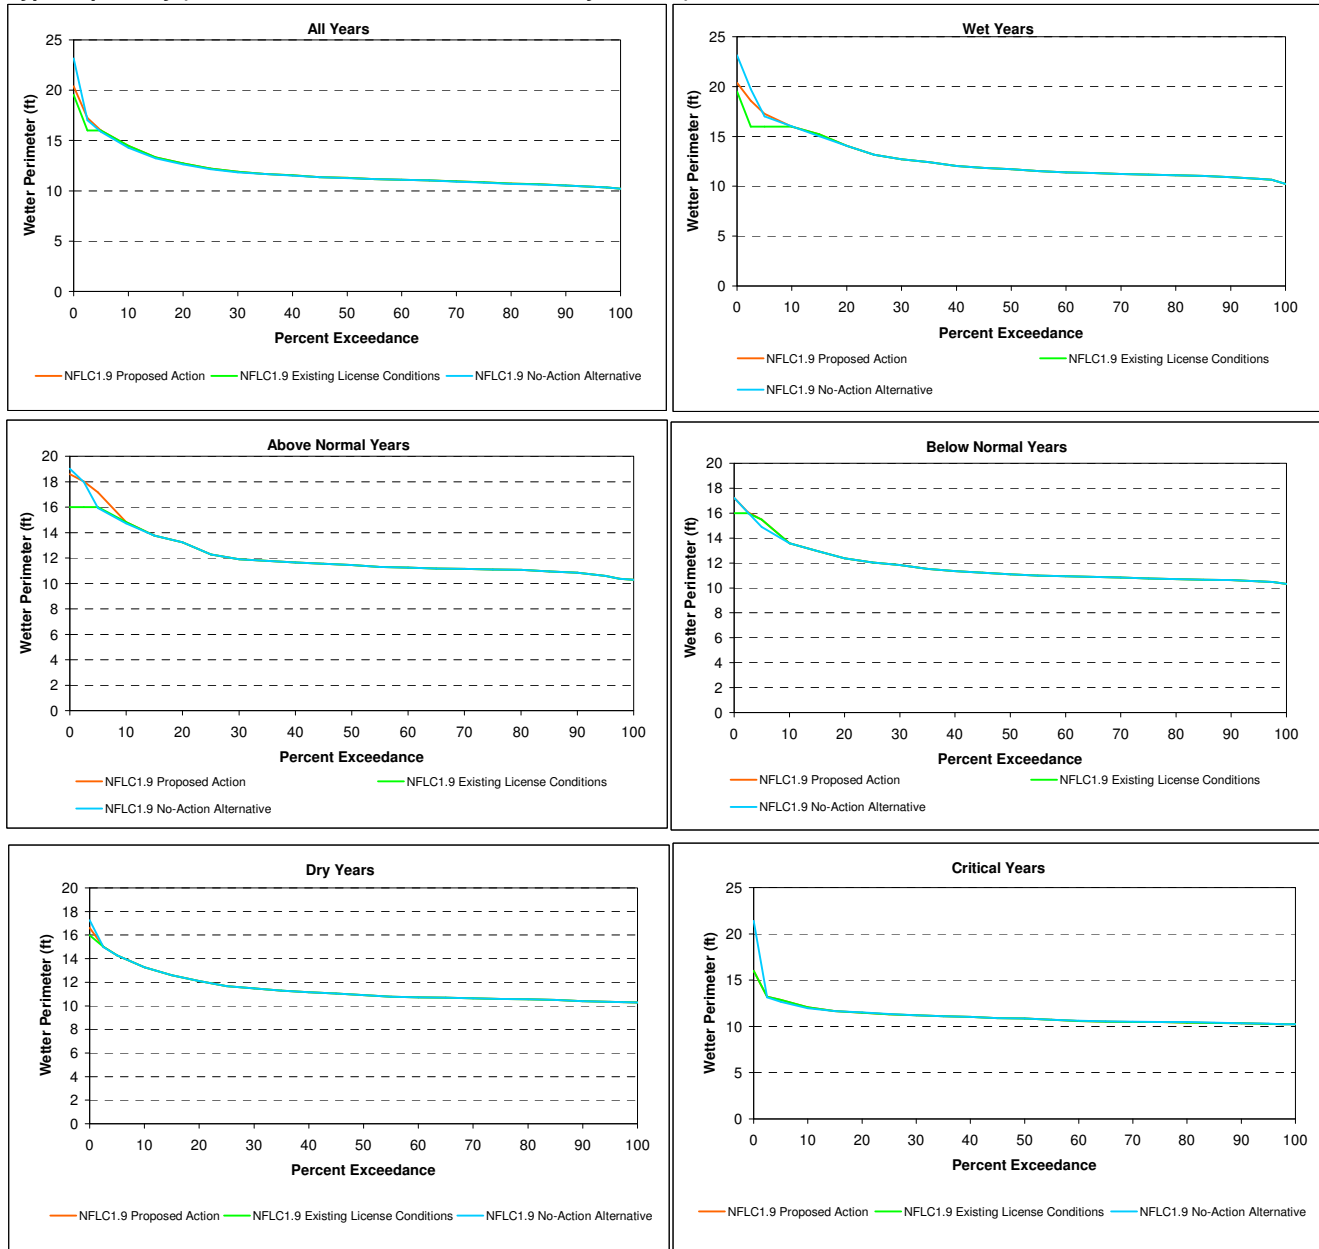 All Years
25
20
15
10
5
0
Wetter Perimeter (ft)
0 10 20 30 40 50 60 70 80 90 100
Percent Exceedance
NFLC1.9 Proposed Action NFLC1.9 Existing License Conditions NFLC1.9 No-Action Alternative
Wet Years
25
20
15
10
5
0
Wetter Perimeter (ft)
0 10 20 30 40 50 60 70 80 90 100
Percent Exceedance
NFLC1.9 Proposed Action NFLC1.9 Existing License Conditions
NFLC1.9 No-Action Alternative
Above Normal Years
20
18
16
14
12
10
8
6
4
2
0
Wetter Perimeter (ft)
0 10 20 30 40 50 60 70 80 90 100
Percent Exceedance
NFLC1.9 Proposed Action NFLC1.9 Existing License Conditions
NFLC1.9 No-Action Alternative
Below Normal Years
20
18
16
14
12
10
8
6
4
2
0
Wetter Perimeter (ft)
0 10 20 30 40 50 60 70 80 90 100
Percent Exceedance
NFLC1.9 Proposed Action NFLC1.9 Existing License Conditions
NFLC1.9 No-Action Alternative
Dry Years
20
18
16
14
12
10
8
6
4
2
0
Wetter Perimeter (ft)
0 10 20 30 40 50 60 70 80 90 100
Percent Exceedance
NFLC1.9 Proposed Action NFLC1.9 Existing License Conditions NFLC1.9 No-Action Alternative
Critical Years
25
20
15
10
5
0
Wetter Perimeter (ft)
0 10 20 30 40 50 60 70 80 90 100
Percent Exceedance
NFLC1.9 Proposed Action NFLC1.9 Existing License Conditions NFLC1.9 No-Action Alternative